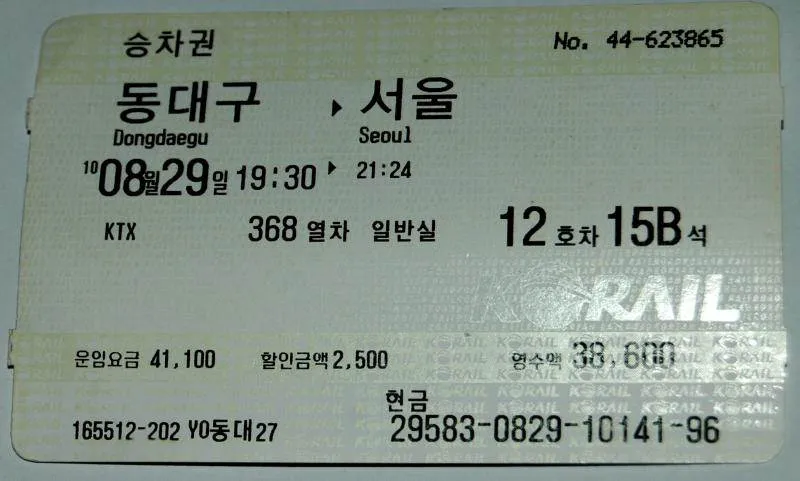 승차권 No. 44-623865
동대구 ▸ 서울
Dongdaegu Seoul
10 08월 29일 19:30 ▸ 21:24
KTX 368 열차 일반실 12 호차 15B 석
KORAIL
운임요금 41,100 할인금액 2,500 영수액 38,600
현금
165512-202 YO동대27 29583-0829-10141-96